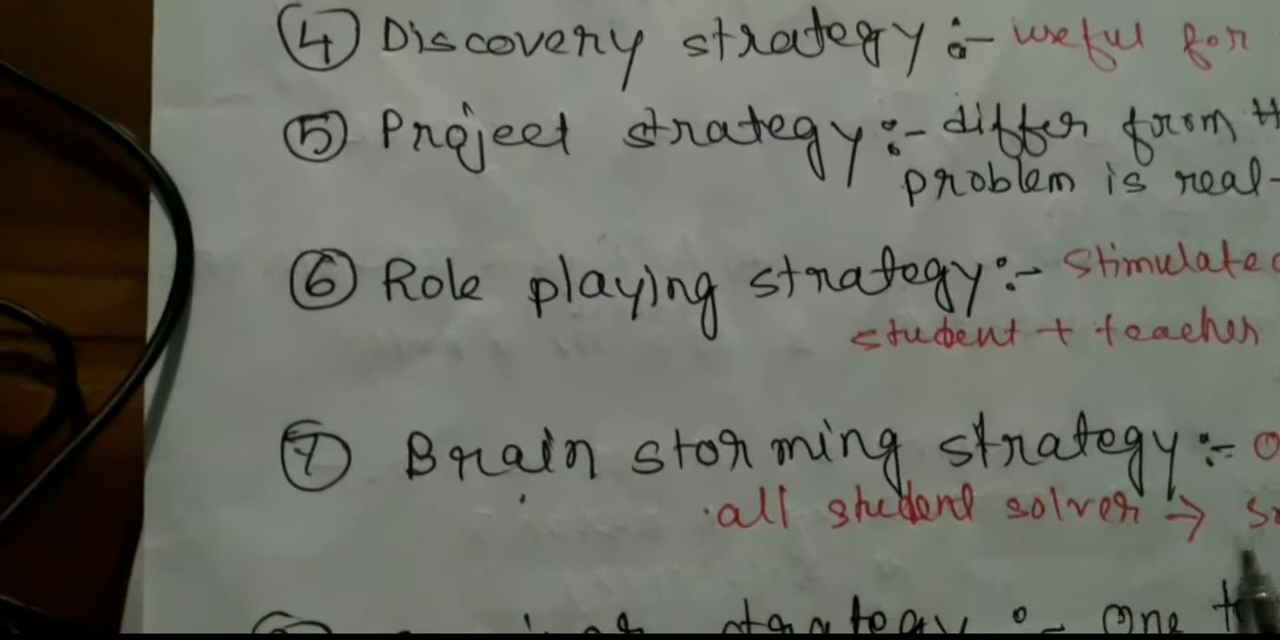 ④ Discovery strategy :- useful for
⑤ Project strategy :- differ from
problem is real-
⑥ Role playing strategy :- Stimulate
student + teacher
⑦ Brain storming strategy :-
.all student solver →
strategy :- One